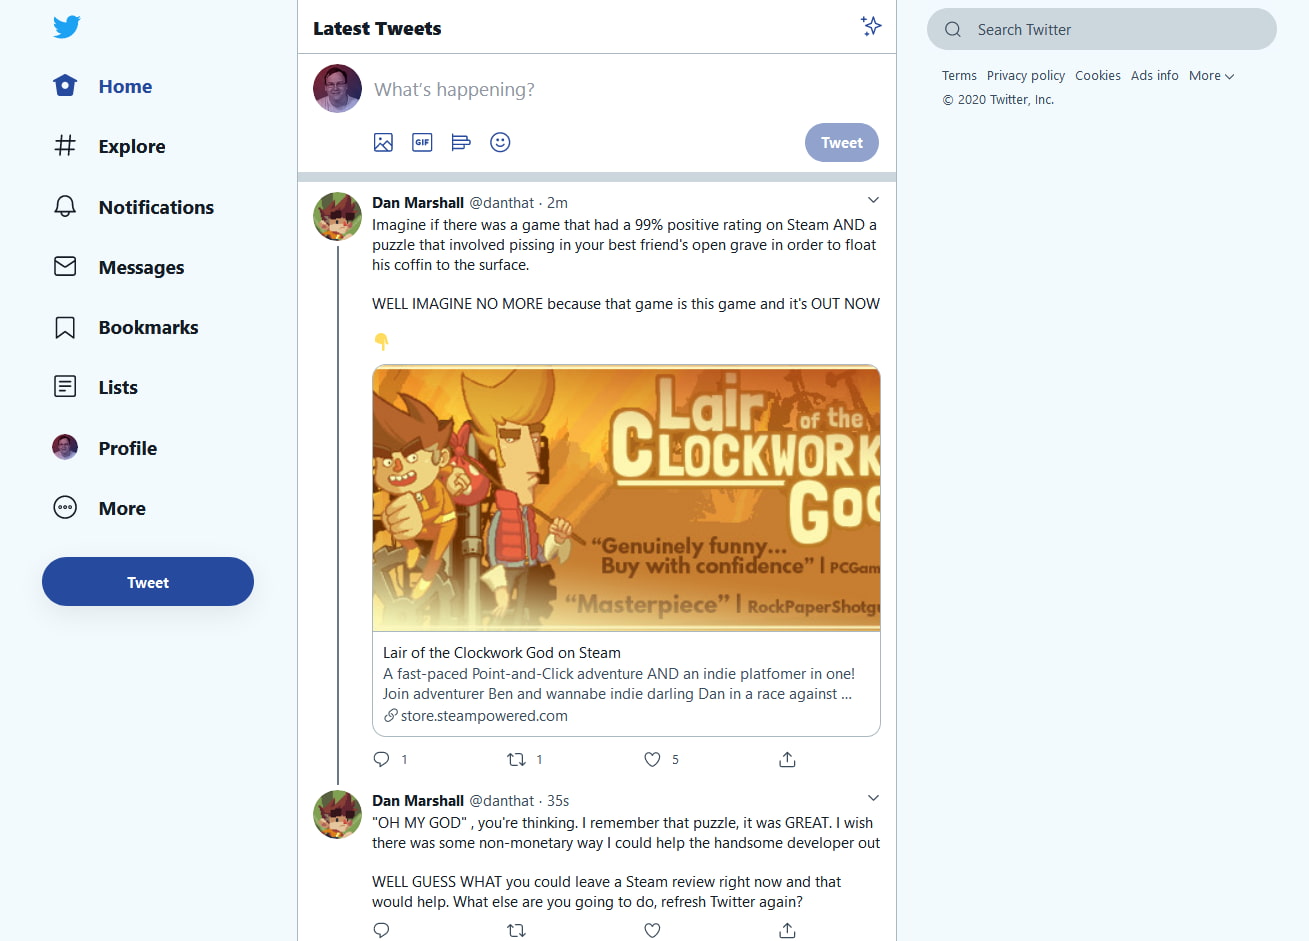 Latest Tweets
Search Twitter
Home
Explore
Notifications
Messages
Bookmarks
Lists
Profile
More
Tweet
Terms Privacy policy Cookies Ads info More
© 2020 Twitter, Inc.
What's happening?
GIF
Tweet
Dan Marshall @danthat · 2m
Imagine if there was a game that had a 99% positive rating on Steam AND a
puzzle that involved pissing in your best friend's open grave in order to float
his coffin to the surface.
WELL IMAGINE NO MORE because that game is this game and it's OUT NOW
👇
Lair of the
CLOCKWORK
God
“Genuinely funny...
Buy with confidence” | PCGam
“Masterpiece” | RockPaperShotgu
Lair of the Clockwork God on Steam
A fast-paced Point-and-Click adventure AND an indie platfomer in one!
Join adventurer Ben and wannabe indie darling Dan in a race against ...
store.steampowered.com
1 1 5
Dan Marshall @danthat · 35s
"OH MY GOD" , you're thinking. I remember that puzzle, it was GREAT. I wish
there was some non-monetary way I could help the handsome developer out
WELL GUESS WHAT you could leave a Steam review right now and that
would help. What else are you going to do, refresh Twitter again?